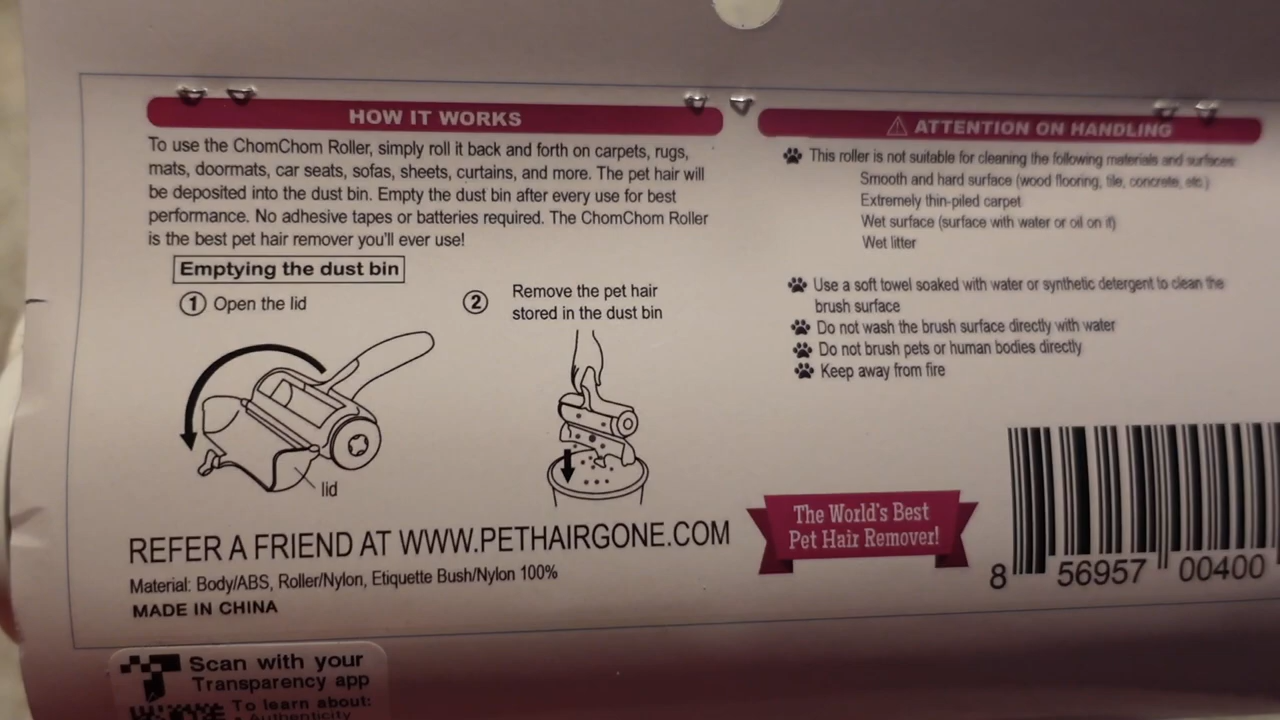 HOW IT WORKS
To use the ChomChom Roller, simply roll it back and forth on carpets, rugs,
mats, doormats, car seats, sofas, sheets, curtains, and more. The pet hair will
be deposited into the dust bin. Empty the dust bin after every use for best
performance. No adhesive tapes or batteries required. The ChomChom Roller
is the best pet hair remover you'll ever use!
Emptying the dust bin
1 Open the lid
2 Remove the pet hair
stored in the dust bin
lid
REFER A FRIEND AT WWW.PETHAIRGONE.COM
Material: Body/ABS, Roller/Nylon, Etiquette Bush/Nylon 100%
MADE IN CHINA
Scan with your
Transparency app
To learn about:
• Authenticity
ATTENTION ON HANDLING
This roller is not suitable for cleaning the following materials and surfaces:
Smooth and hard surface (wood flooring, tile, concrete, etc.)
Extremely thin-piled carpet
Wet surface (surface with water or oil on it)
Wet litter
Use a soft towel soaked with water or synthetic detergent to clean the
brush surface
Do not wash the brush surface directly with water
Do not brush pets or human bodies directly
Keep away from fire
The World's Best
Pet Hair Remover!
8 56957 00400